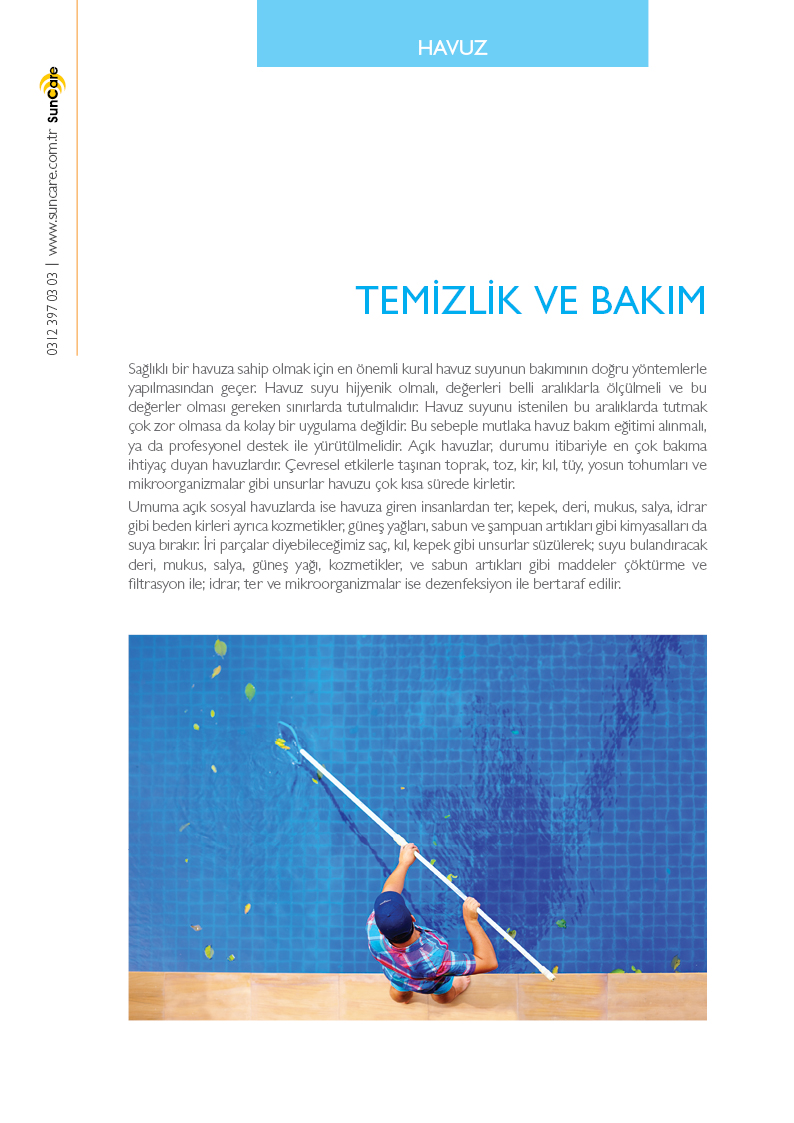 HAVUZ
0312 397 03 03 | www.suncare.com.tr SunCare
TEMİZLİK VE BAKIM
Sağlıklı bir havuza sahip olmak için en önemli kural havuz suyunun bakımının doğru yöntemlerle
yapılmasından geçer. Havuz suyu hijyenik olmalı, değerleri belli aralıklarla ölçülmeli ve bu
değerler olması gereken sınırlarda tutulmalıdır. Havuz suyunu istenilen bu aralıklarda tutmak
çok zor olmasa da kolay bir uygulama değildir. Bu sebeple mutlaka havuz bakım eğitimi alınmalı,
ya da profesyonel destek ile yürütülmelidir. Açık havuzlar, durumu itibariyle en çok bakıma
ihtiyaç duyan havuzlardır. Çevresel etkilerle taşınan toprak, toz, kir, kıl, tüy, yosun tohumları ve
mikroorganizmalar gibi unsurlar havuzu çok kısa sürede kirletir.
Umuma açık sosyal havuzlarda ise havuza giren insanlardan ter, kepek, deri, mukus, salya, idrar
gibi beden kirleri ayrıca kozmetikler, güneş yağları, sabun ve şampuan artıkları gibi kimyasalları da
suya bırakır. İri parçalar diyebileceğimiz saç, kıl, kepek gibi unsurlar süzülerek; suyu bulandıracak
deri, mukus, salya, güneş yağı, kozmetikler, ve sabun artıkları gibi maddeler çöktürme ve
filtrasyon ile; idrar, ter ve mikroorganizmalar ise dezenfeksiyon ile bertaraf edilir.